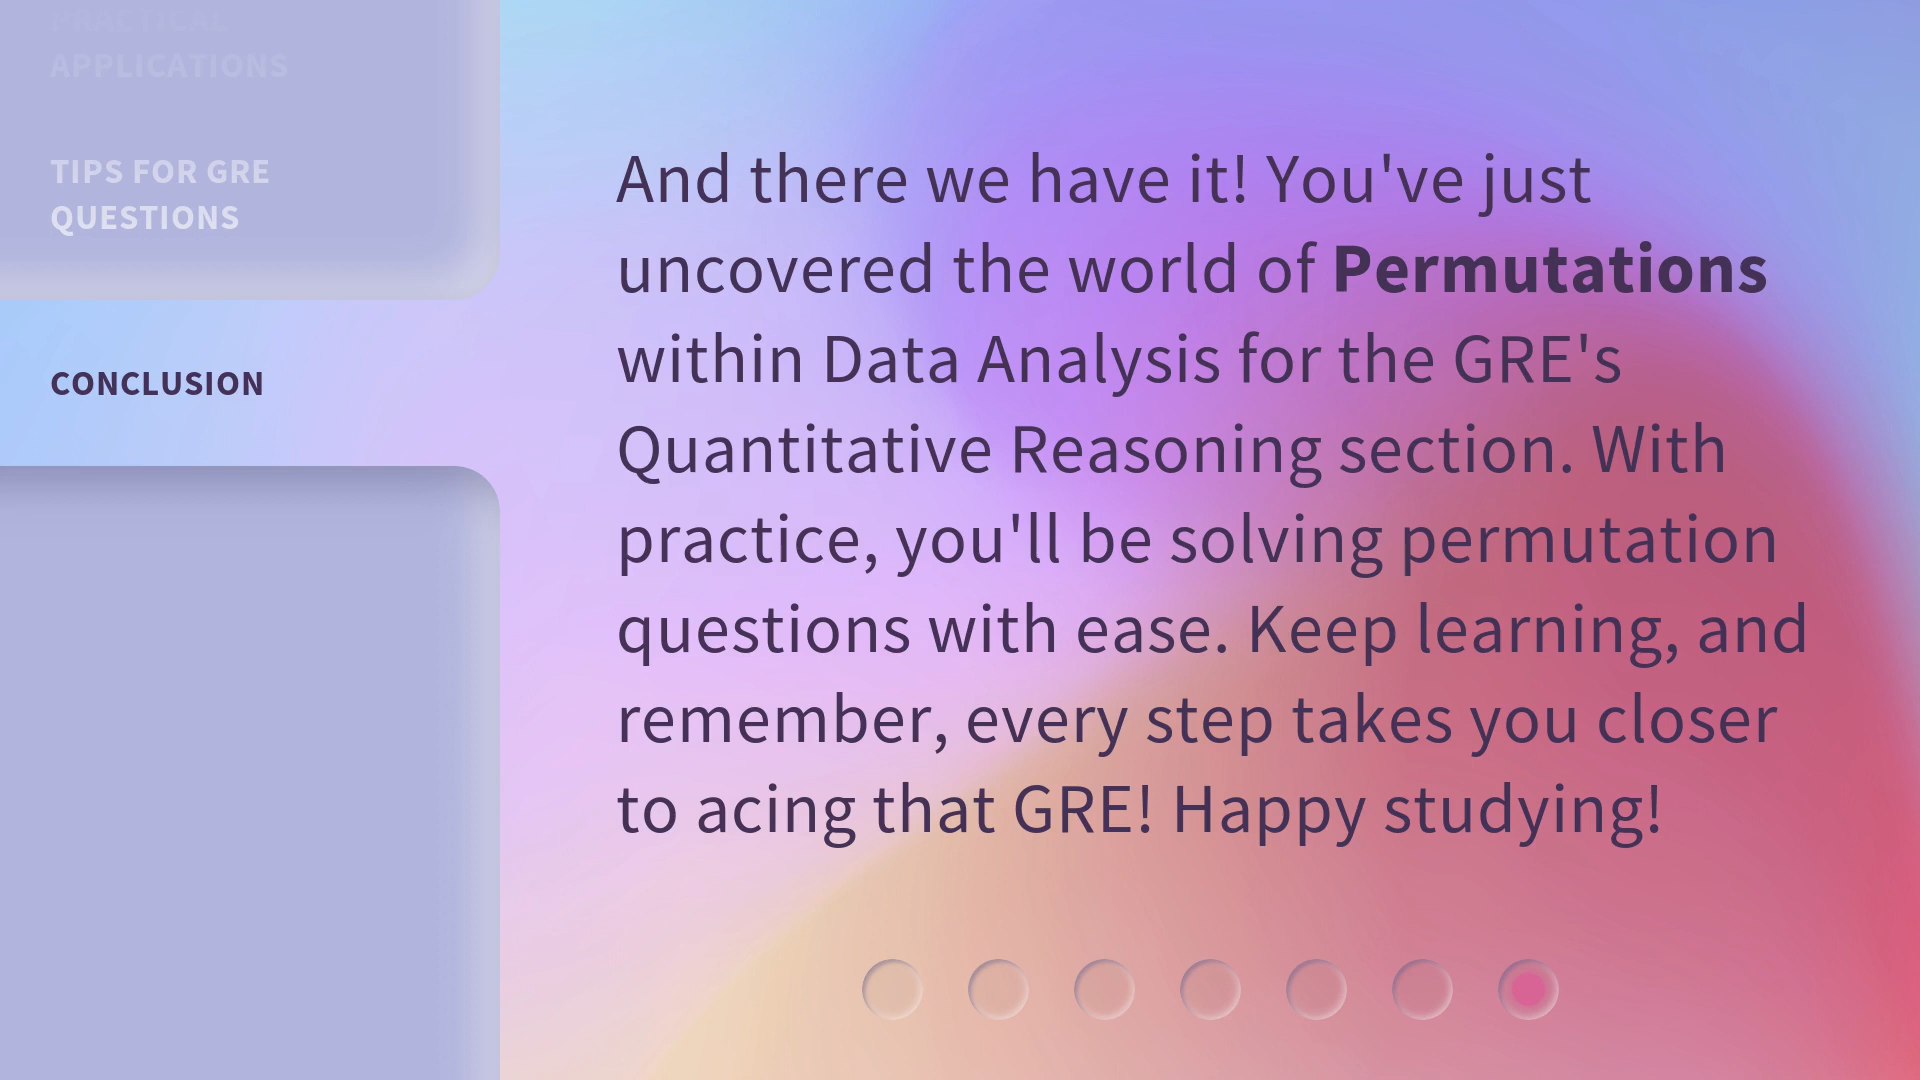 PRACTICAL
APPLICATIONS
TIPS FOR GRE
QUESTIONS
CONCLUSION
And there we have it! You've just
uncovered the world of Permutations
within Data Analysis for the GRE's
Quantitative Reasoning section. With
practice, you'll be solving permutation
questions with ease. Keep learning, and
remember, every step takes you closer
to acing that GRE! Happy studying!